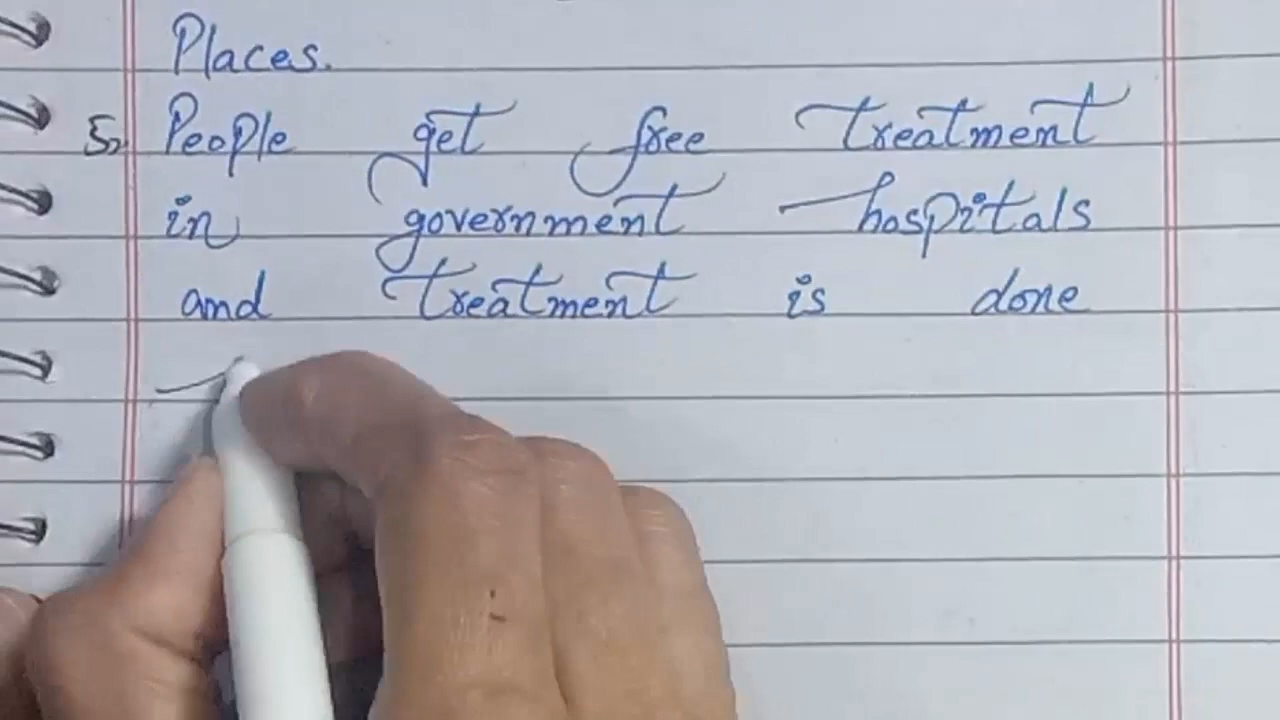 Places.
5, People get free treatment
in government hospitals
and treatment is done